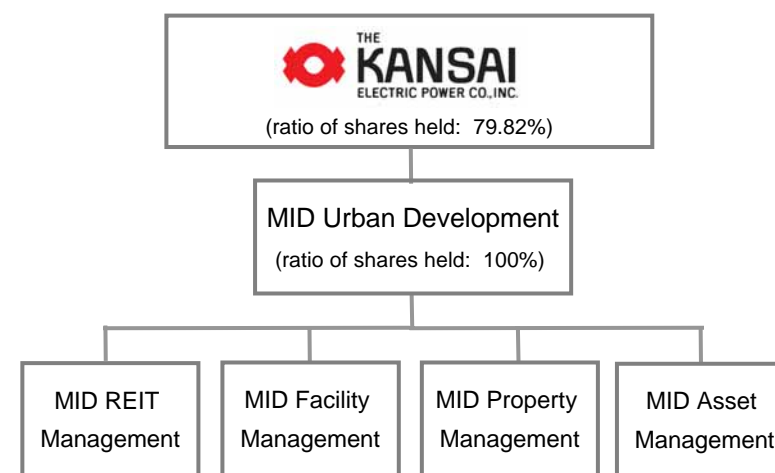 THE
KANSAI
ELECTRIC POWER CO.,INC.
(ratio of shares held: 79.82%)
MID Urban Development
(ratio of shares held: 100%)
MID REIT
Management
MID Facility
Management
MID Property
Management
MID Asset
Management